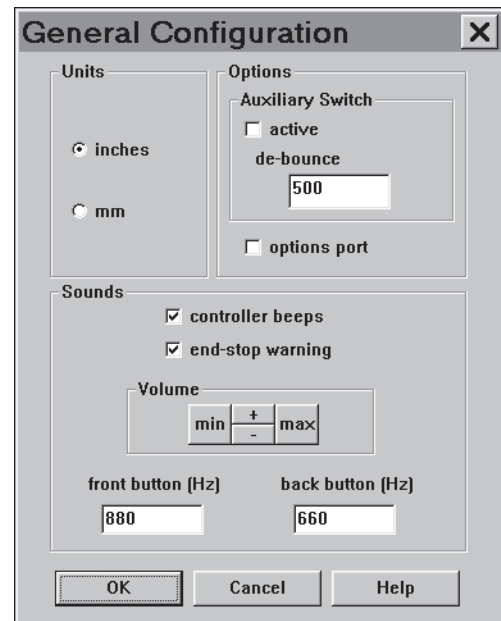 General Configuration
Units
inches
mm
Options
Auxiliary Switch
active
de-bounce
500
options port
Sounds
controller beeps
end-stop warning
Volume
min + - max
front button (Hz) back button (Hz)
880 660
OK Cancel Help